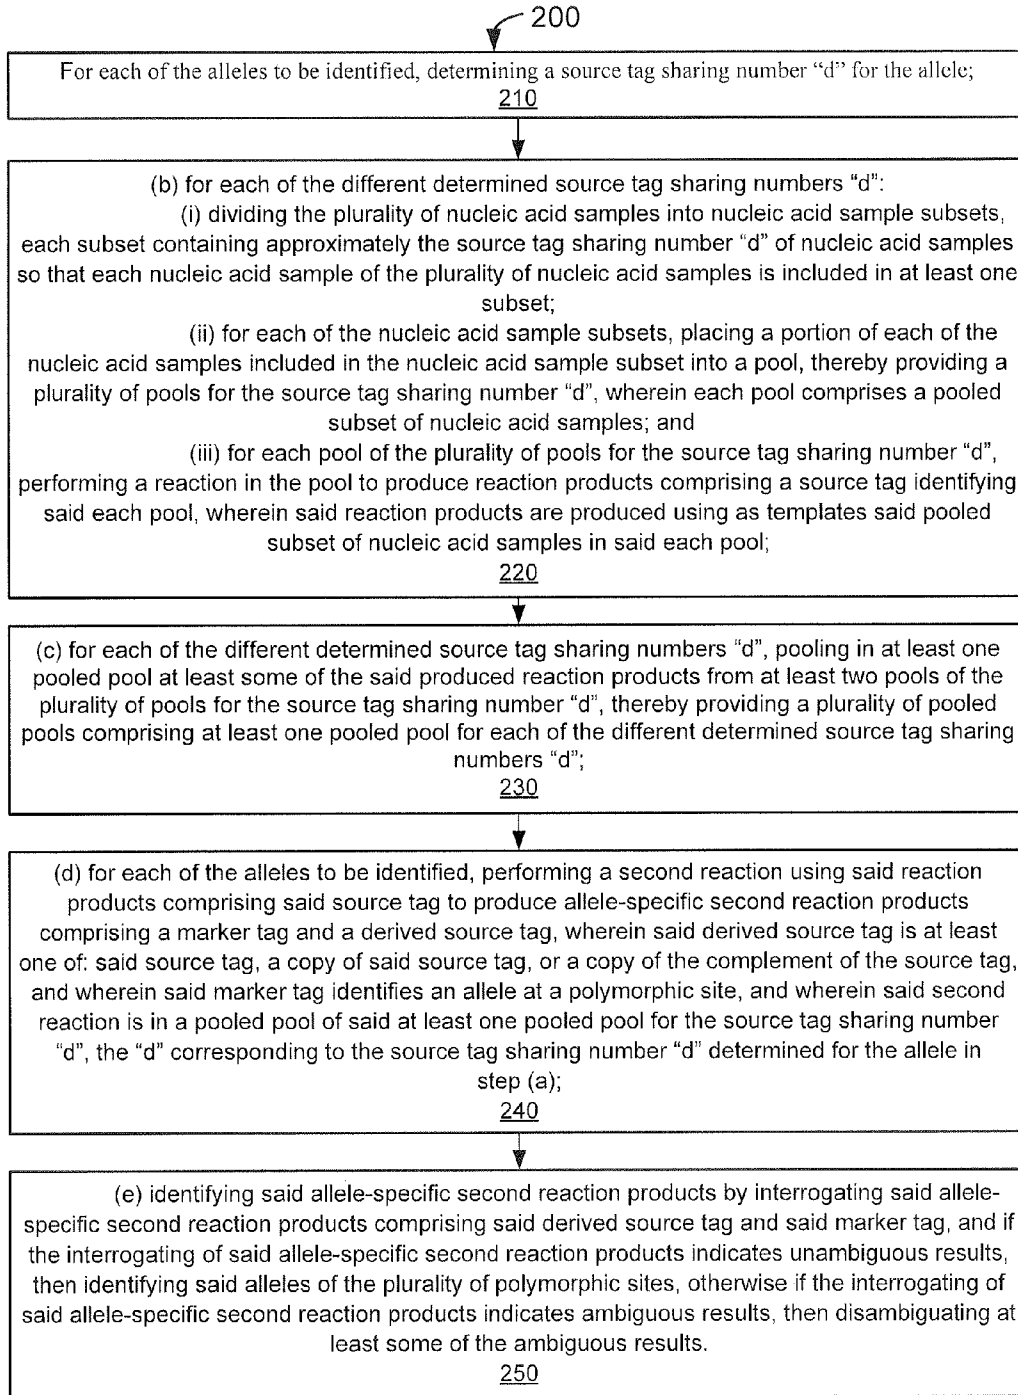 200
For each of the alleles to be identified, determining a source tag sharing number “d” for the allele;
210
(b) for each of the different determined source tag sharing numbers “d”:
(i) dividing the plurality of nucleic acid samples into nucleic acid sample subsets,
each subset containing approximately the source tag sharing number “d” of nucleic acid samples
so that each nucleic acid sample of the plurality of nucleic acid samples is included in at least one
subset;
(ii) for each of the nucleic acid sample subsets, placing a portion of each of the
nucleic acid samples included in the nucleic acid sample subset into a pool, thereby providing a
plurality of pools for the source tag sharing number “d”, wherein each pool comprises a pooled
subset of nucleic acid samples; and
(iii) for each pool of the plurality of pools for the source tag sharing number “d”,
performing a reaction in the pool to produce reaction products comprising a source tag identifying
said each pool, wherein said reaction products are produced using as templates said pooled
subset of nucleic acid samples in said each pool;
220
(c) for each of the different determined source tag sharing numbers “d”, pooling in at least one
pooled pool at least some of the said produced reaction products from at least two pools of the
plurality of pools for the source tag sharing number “d”, thereby providing a plurality of pooled
pools comprising at least one pooled pool for each of the different determined source tag sharing
numbers “d”;
230
(d) for each of the alleles to be identified, performing a second reaction using said reaction
products comprising said source tag to produce allele-specific second reaction products
comprising a marker tag and a derived source tag, wherein said derived source tag is at least
one of: said source tag, a copy of said source tag, or a copy of the complement of the source tag,
and wherein said marker tag identifies an allele at a polymorphic site, and wherein said second
reaction is in a pooled pool of said at least one pooled pool for the source tag sharing number
“d”, the “d” corresponding to the source tag sharing number “d” determined for the allele in
step (a);
240
(e) identifying said allele-specific second reaction products by interrogating said allele-
specific second reaction products comprising said derived source tag and said marker tag, and if
the interrogating of said allele-specific second reaction products indicates unambiguous results,
then identifying said alleles of the plurality of polymorphic sites, otherwise if the interrogating of
said allele-specific second reaction products indicates ambiguous results, then disambiguating at
least some of the ambiguous results.
250